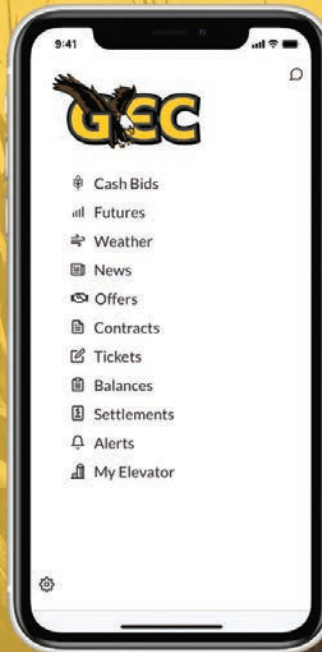 9:41
GEC
Cash Bids
Futures
Weather
News
Offers
Contracts
Tickets
Balances
Settlements
Alerts
My Elevator